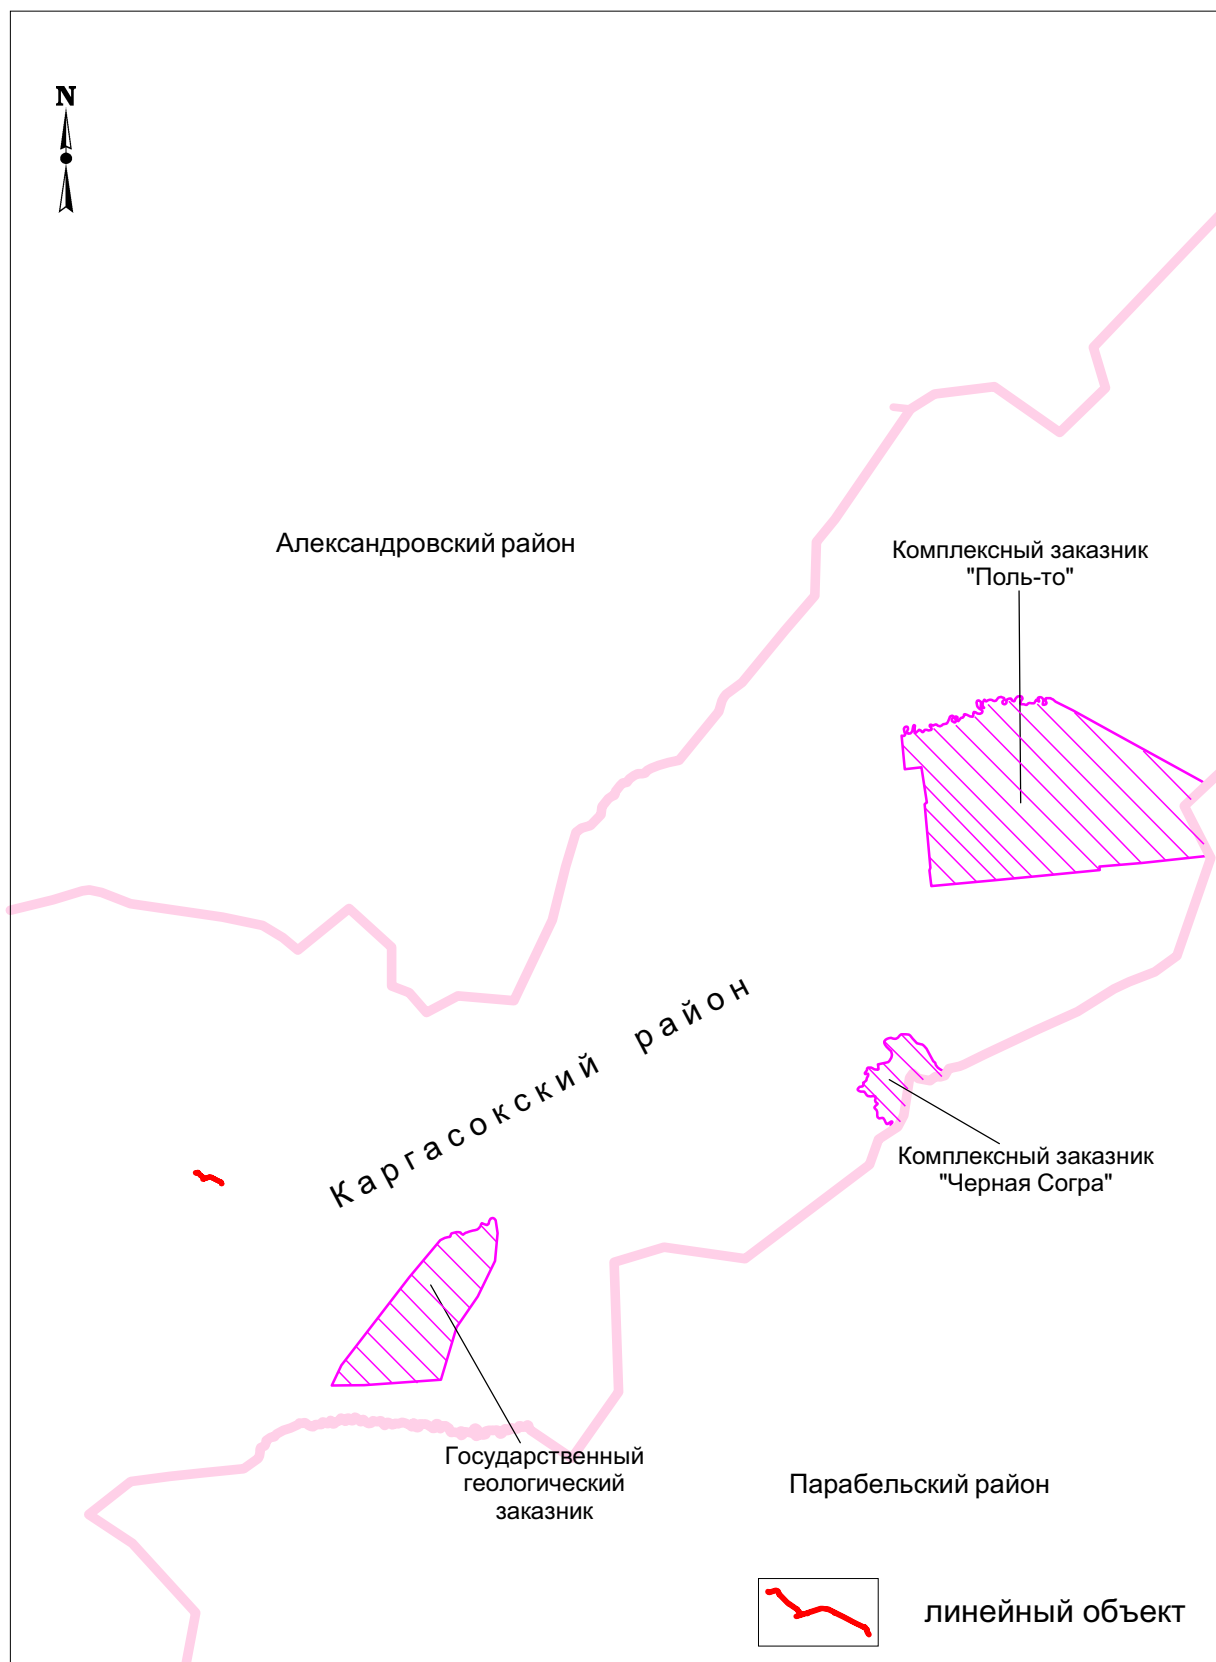 N
Александровский район
Комплексный заказник
"Поль-то"
Каргасокский район
Комплексный заказник
"Черная Согра"
Государственный
геологический
заказник
Парабельский район
линейный объект